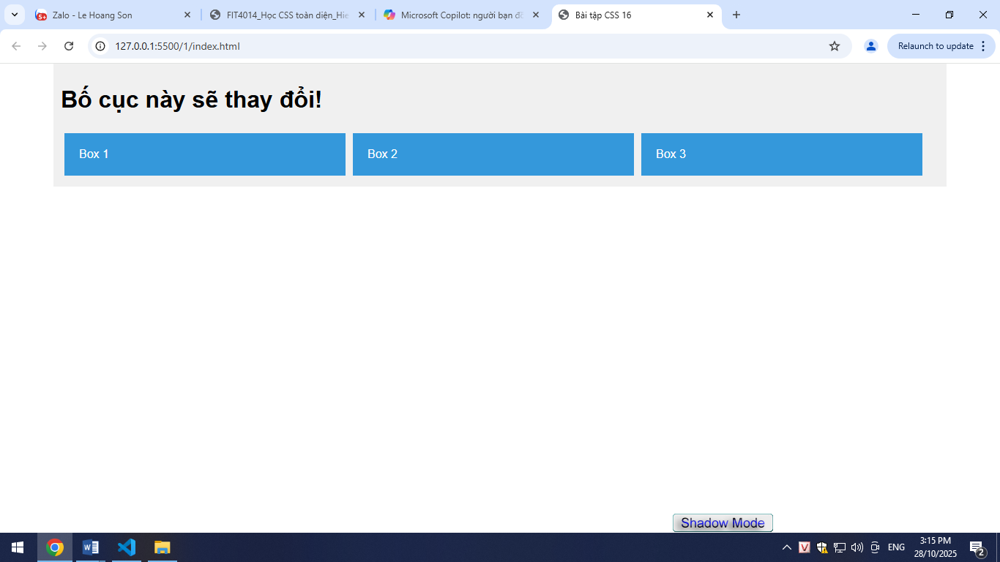 Zalo - Le Hoang Son
FIT4014_Học CSS toàn diện_Hie
Microsoft Copilot: người bạn đồ
Bài tập CSS 16
127.0.0.1:5500/1/index.html
Relaunch to update
Bố cục này sẽ thay đổi!
Box 1
Box 2
Box 3
Shadow Mode
ENG
3:15 PM
28/10/2025
2